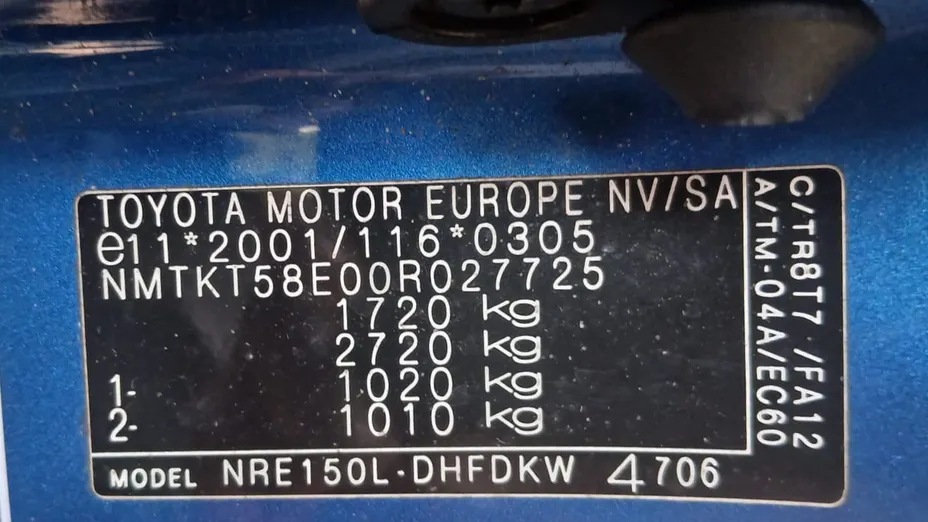 TOYOTA MOTOR EUROPE NV/SA
e11*2001/116*0305
NMTKT58E00R027725
1720 kg
2720 kg
1- 1020 kg
2- 1010 kg
MODEL NRE150L-DHFDKW 4706
C/TR8T7 /FA12
A/TM-04A/EC60